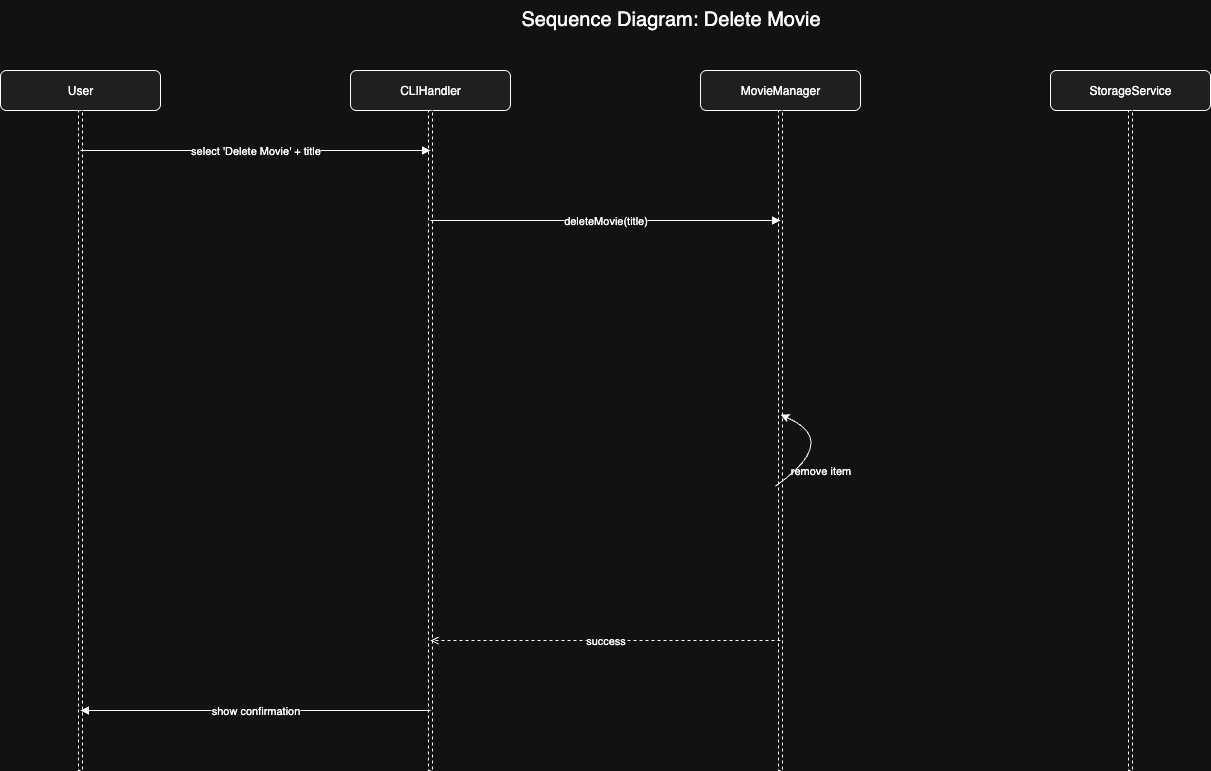 Sequence Diagram: Delete Movie
User
CLIHandler
MovieManager
StorageService
select 'Delete Movie' + title
deleteMovie(title)
remove item
success
show confirmation